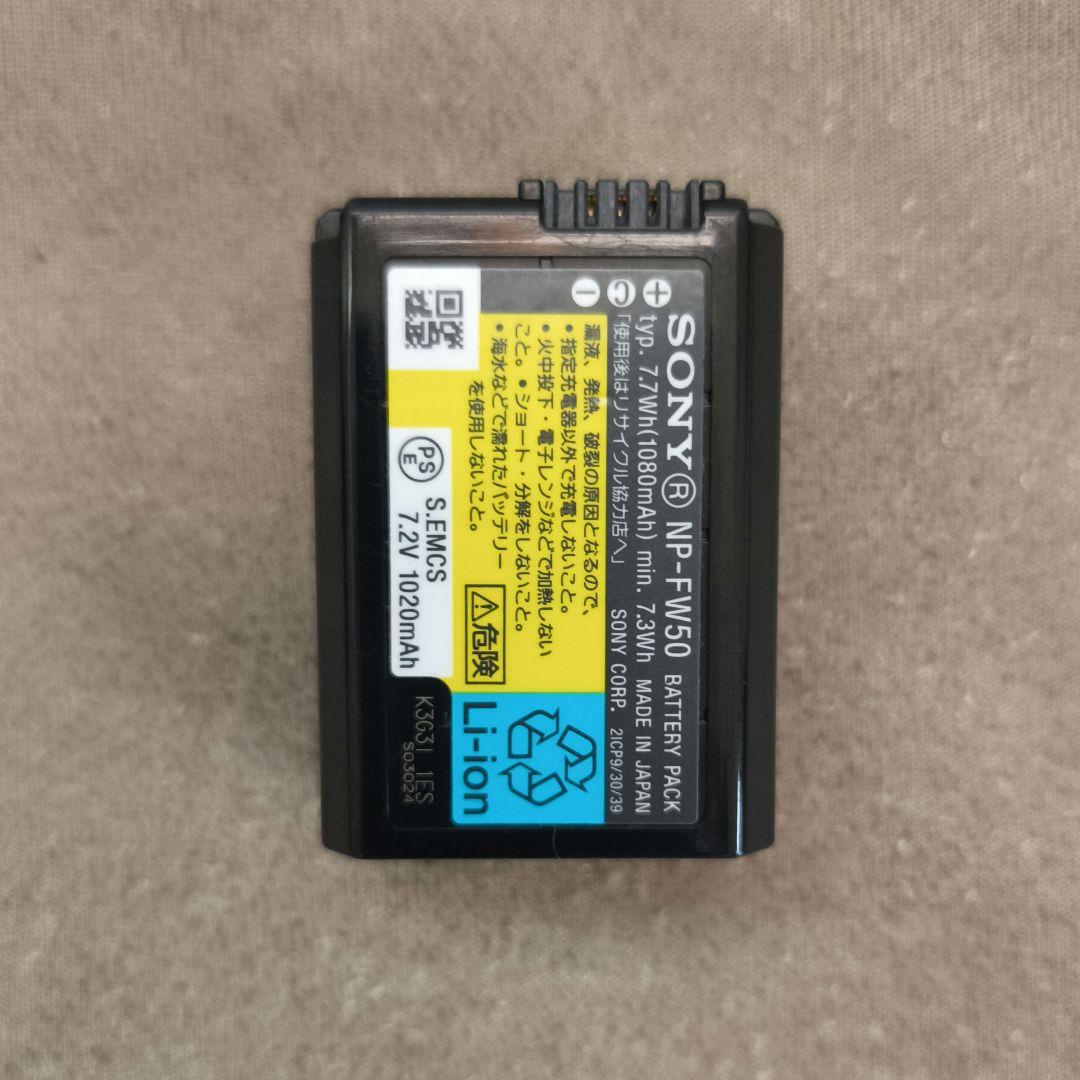 SONY® NP-FW50 BATTERY PACK
typ. 7.7Wh(1080mAh) min. 7.3Wh MADE IN JAPAN
「使用後はリサイクル協力店へ」 SONY CORP. 2ICP9/30/39
漏液、発熱、破裂の原因となるので、
・指定充電器以外で充電しないこと。
・火中投下・電子レンジなどで加熱しない
こと。・ショート・分解をしないこと。
・海水などで濡れたバッテリー
を使用しないこと。
危険
Li-ion
PS
E
S.EMCS
7.2V 1020mAh
S03024